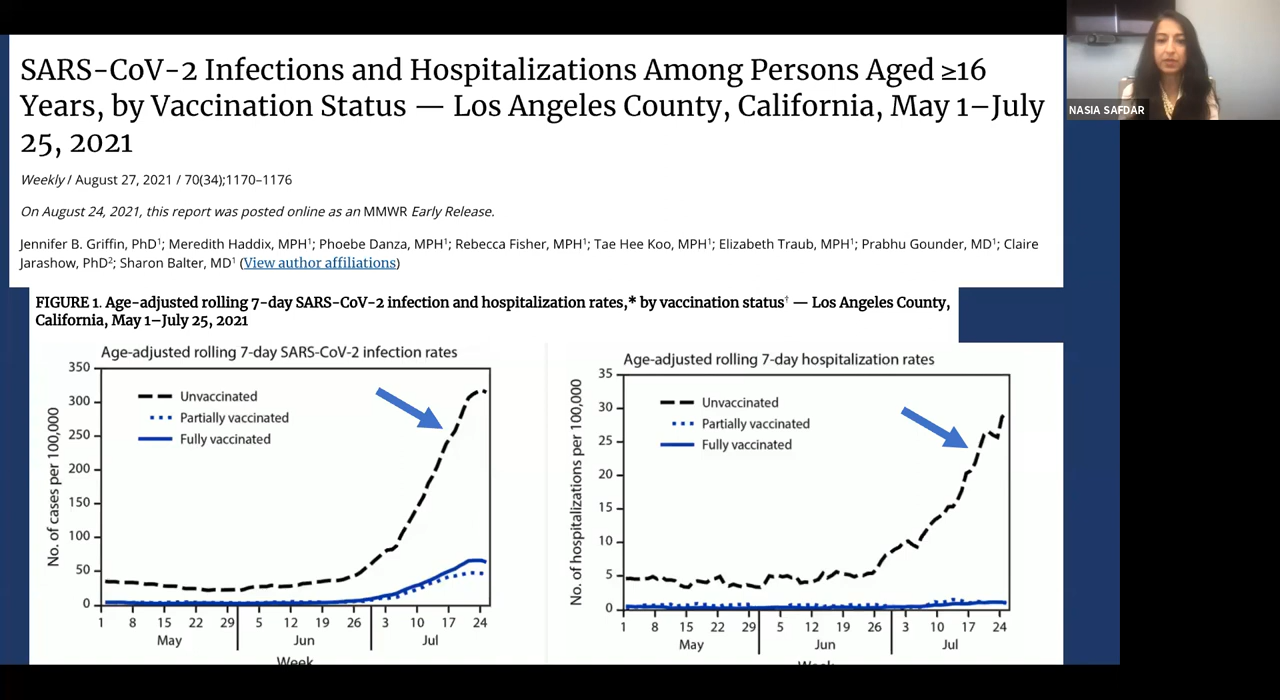 SARS-CoV-2 Infections and Hospitalizations Among Persons Aged ≥16
Years, by Vaccination Status — Los Angeles County, California, May 1–July
25, 2021
Weekly / August 27, 2021 / 70(34);1170–1176
On August 24, 2021, this report was posted online as an MMWR Early Release.
Jennifer B. Griffin, PhD¹; Meredith Haddix, MPH¹; Phoebe Danza, MPH¹; Rebecca Fisher, MPH¹; Tae Hee Koo, MPH¹; Elizabeth Traub, MPH¹; Prabhu Gounder, MD¹; Claire
Jarashow, PhD²; Sharon Balter, MD¹ (View author affiliations)
NASIA SAFDAR
FIGURE 1. Age-adjusted rolling 7-day SARS-CoV-2 infection and hospitalization rates,* by vaccination status† — Los Angeles County,
California, May 1–July 25, 2021
Age-adjusted rolling 7-day SARS-CoV-2 infection rates
No. of cases per 100,000
350
300
250
200
150
100
50
0
Unvaccinated
Partially vaccinated
Fully vaccinated
1 8 15 22 29 5 12 19 26 3 10 17 24
May Jun Jul
Week
Age-adjusted rolling 7-day hospitalization rates
No. of hospitalizations per 100,000
35
30
25
20
15
10
5
0
Unvaccinated
Partially vaccinated
Fully vaccinated
1 8 15 22 29 5 12 19 26 3 10 17 24
May Jun Jul
Week